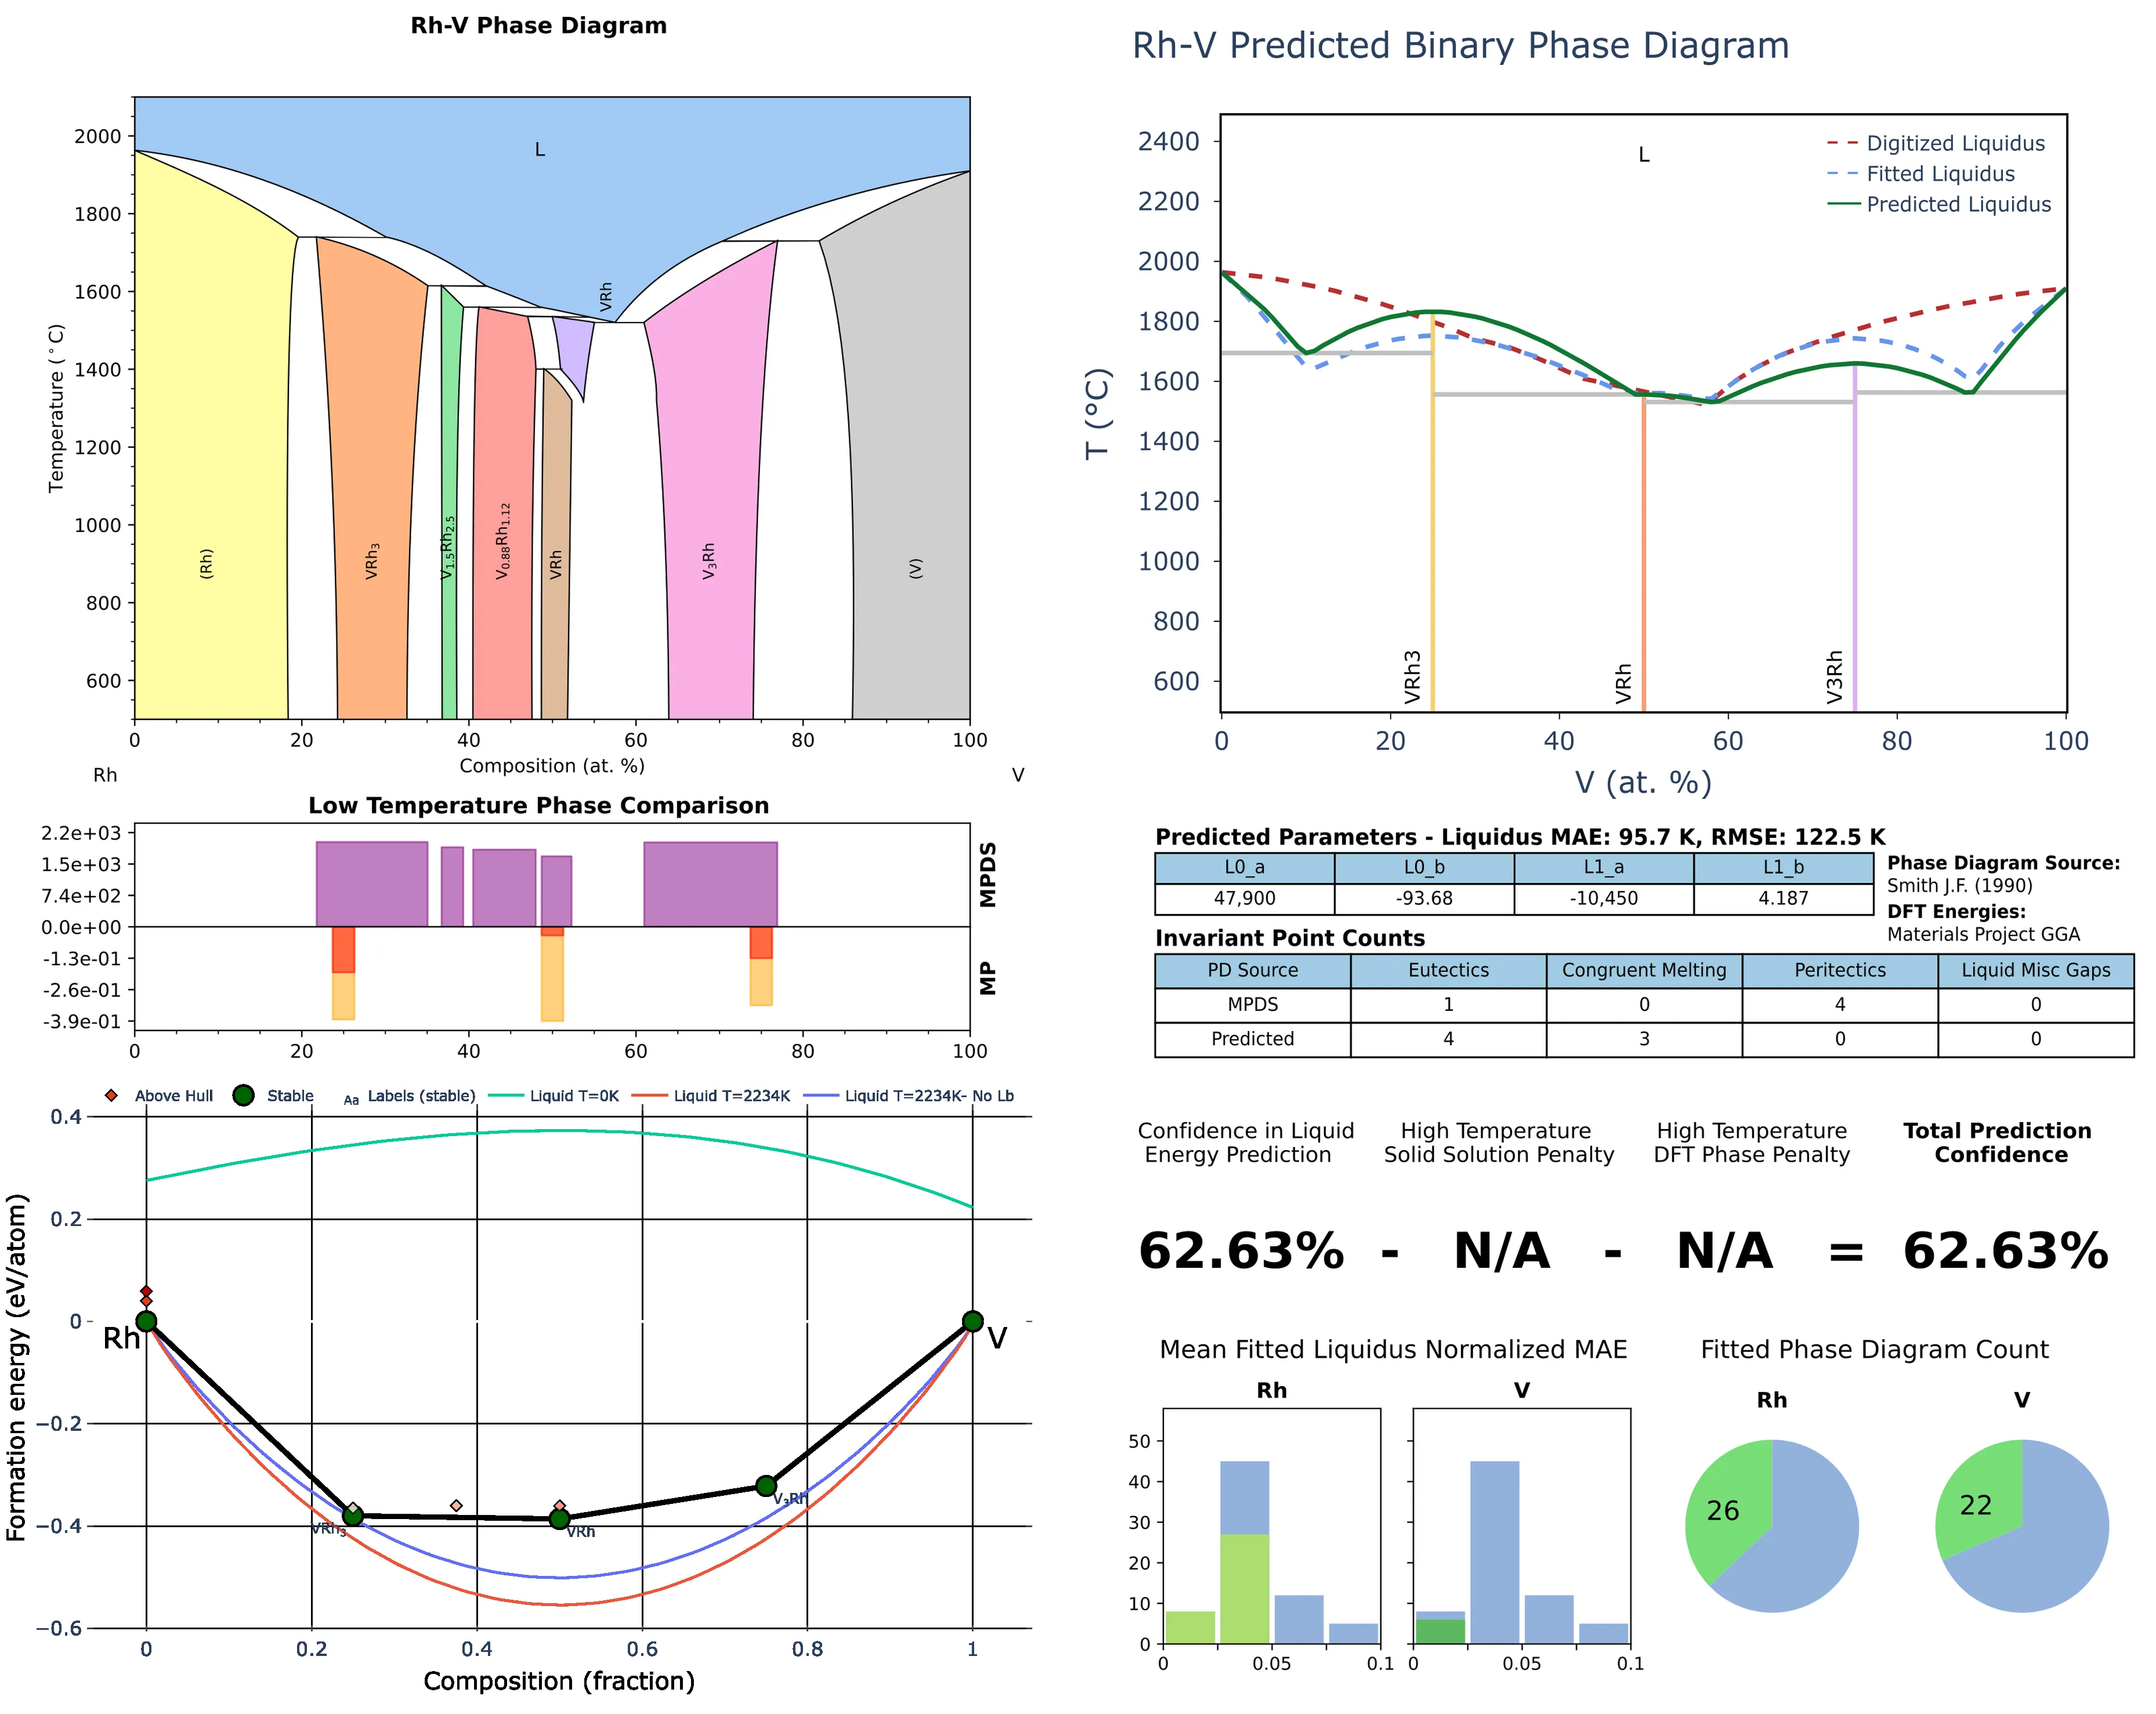 Rh-V Phase Diagram
2000
1800
1600
1400
1200
1000
800
600
Temperature (°C)
L
(Rh)
VRh3
V1.5Rh2.5
V0.88Rh1.12
VRh
VRh
V3Rh
(V)
0 20 40 60 80 100
Composition (at. %)
Rh V
Low Temperature Phase Comparison
2.2e+03
1.5e+03
7.4e+02
0.0e+00
-1.3e-01
-2.6e-01
-3.9e-01
MPDS
MP
0 20 40 60 80 100
Above Hull Stable Aa Labels (stable) Liquid T=0K Liquid T=2234K Liquid T=2234K- No Lb
0.4
0.2
0
−0.2
−0.4
−0.6
Formation energy (eV/atom)
Rh
V
VRh3
VRh
V3Rh
0 0.2 0.4 0.6 0.8 1
Composition (fraction)
Rh-V Predicted Binary Phase Diagram
2400
2200
2000
1800
1600
1400
1200
1000
800
600
T (°C)
L
Digitized Liquidus
Fitted Liquidus
Predicted Liquidus
VRh3
VRh
V3Rh
0 20 40 60 80 100
V (at. %)
Predicted Parameters - Liquidus MAE: 95.7 K, RMSE: 122.5 K
L0_a L0_b L1_a L1_b
47,900 -93.68 -10,450 4.187
Phase Diagram Source:
Smith J.F. (1990)
DFT Energies:
Materials Project GGA
Invariant Point Counts
PD Source Eutectics Congruent Melting Peritectics Liquid Misc Gaps
MPDS 1 0 4 0
Predicted 4 3 0 0
Confidence in Liquid
Energy Prediction
High Temperature
Solid Solution Penalty
High Temperature
DFT Phase Penalty
Total Prediction
Confidence
62.63% - N/A - N/A = 62.63%
Mean Fitted Liquidus Normalized MAE
Rh V
50
40
30
20
10
0
0 0.05 0.1 0 0.05 0.1
Fitted Phase Diagram Count
Rh V
26 22